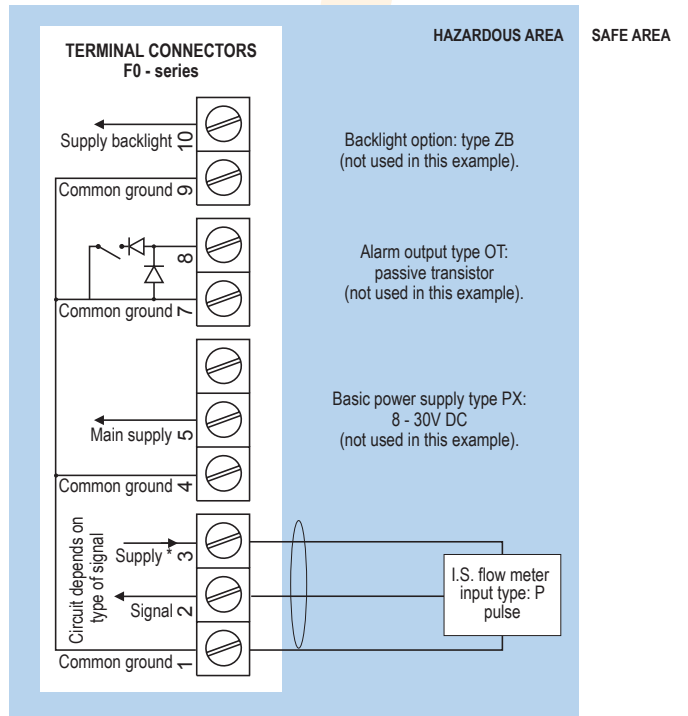 HAZARDOUS AREA
SAFE AREA
TERMINAL CONNECTORS
F0 - series
Supply backlight
10
Backlight option: type ZB
(not used in this example).
Common ground
9
8
Alarm output type OT:
passive transistor
(not used in this example).
Common ground
7
Basic power supply type PX:
8 - 30V DC
(not used in this example).
Main supply
5
Common ground
4
Circuit depends on
type of signal
Supply *
3
Signal
2
Common ground
1
I.S. flow meter
input type: P
pulse